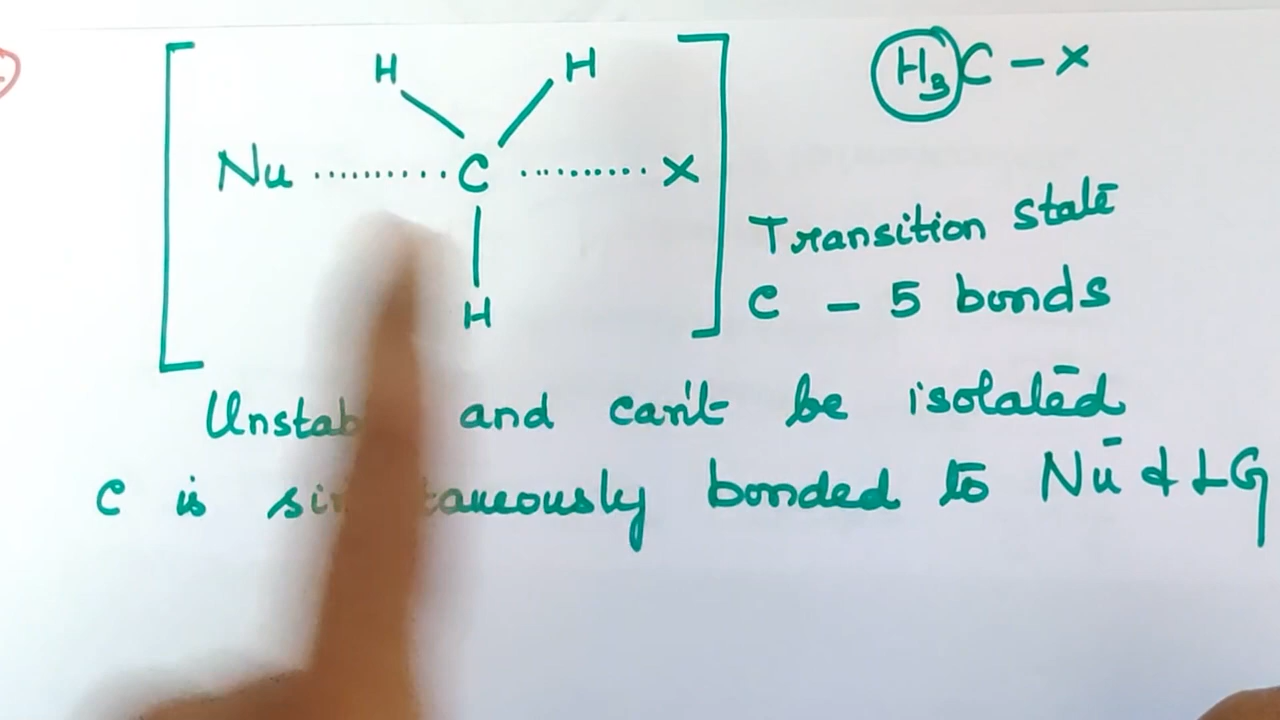 H H
Nu .......... C .......... X
H
H3C - X
Transition state
C - 5 bonds
and can't be isolated
C is bonded to Nu⁻ & LG